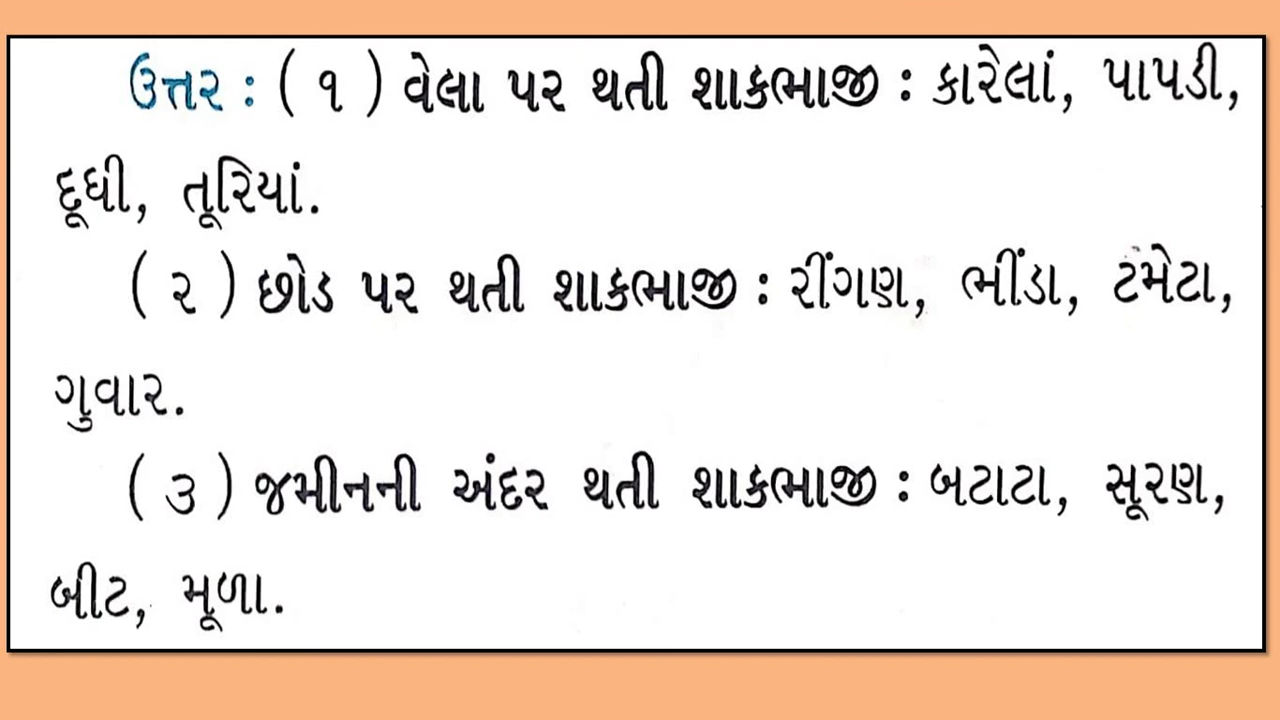 ઉત્તર : ( ૧ ) વેલા પર થતી શાકભાજી : કારેલાં, પાપડી,
દૂધી, તૂરિયાં.
( ૨ ) છોડ પર થતી શાકભાજી : રીંગણ, ભીંડા, ટમેટા,
ગુવાર.
( ૩ ) જમીનની અંદર થતી શાકભાજી : બટાટા, સૂરણ,
બીટ, મૂળા.